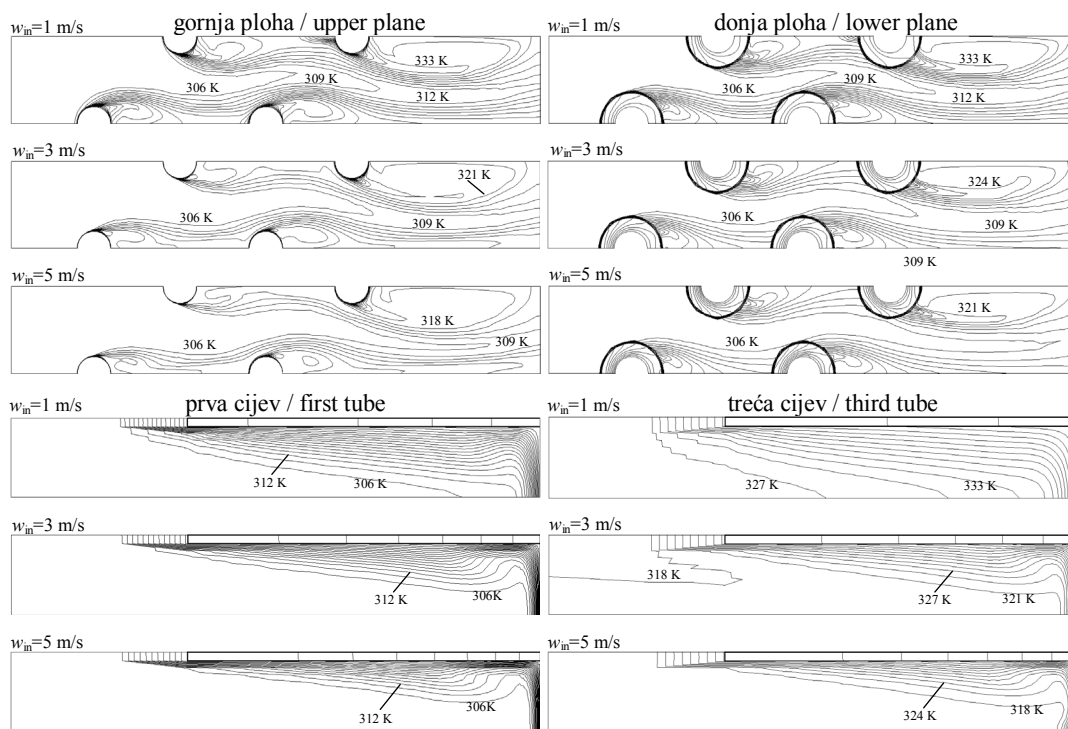 gornja ploha / upper plane
w_in=1 m/s
333 K
309 K
306 K
312 K
w_in=3 m/s
321 K
306 K
309 K
w_in=5 m/s
318 K
306 K
309 K
donja ploha / lower plane
w_in=1 m/s
333 K
309 K
306 K
312 K
w_in=3 m/s
324 K
306 K
309 K
309 K
w_in=5 m/s
321 K
306 K
prva cijev / first tube
w_in=1 m/s
312 K
306 K
w_in=3 m/s
312 K
306K
w_in=5 m/s
312 K
306K
treća cijev / third tube
w_in=1 m/s
327 K
333 K
w_in=3 m/s
318 K
327 K
321 K
w_in=5 m/s
324 K
318 K